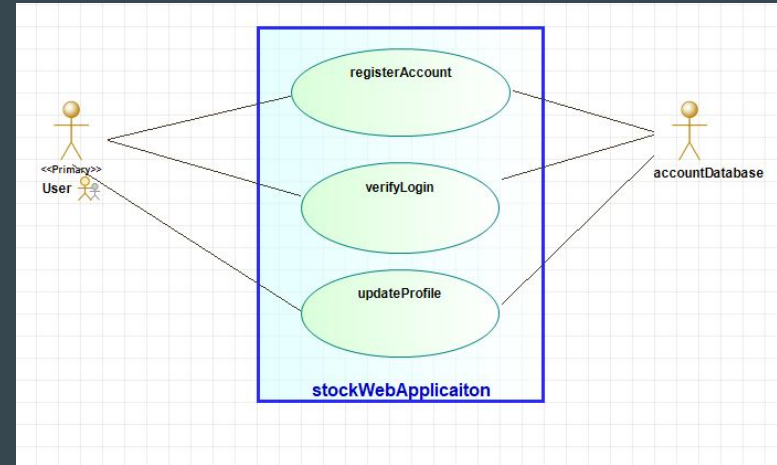 registerAccount
<<Primary>>
User
verifyLogin
accountDatabase
updateProfile
stockWebApplicaiton